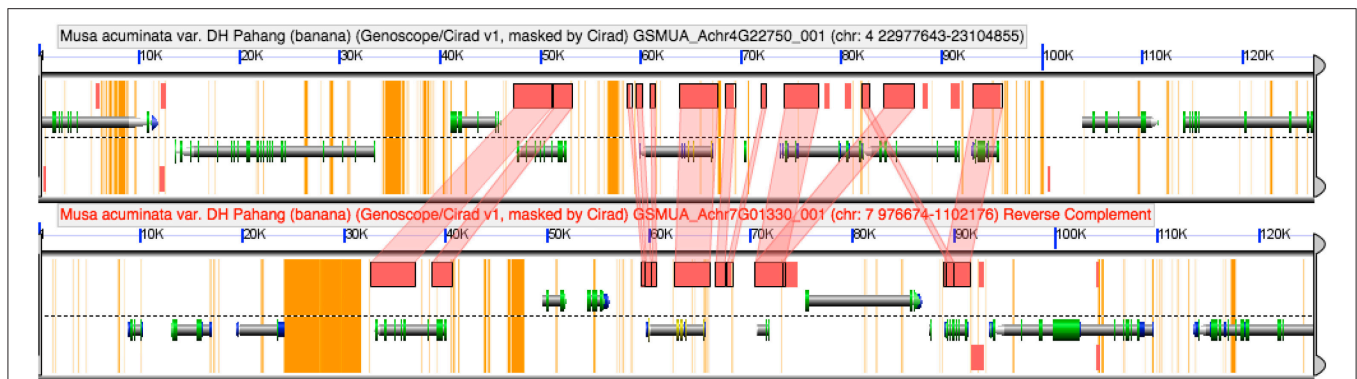 Musa acuminata var. DH Pahang (banana) (Genoscope/Cirad v1, masked by Cirad) GSMUA_Achr4G22750_001 (chr: 4 22977643-23104855)
10K 20K 30K 40K 50K 60K 70K 80K 90K 100K 110K 120K
Musa acuminata var. DH Pahang (banana) (Genoscope/Cirad v1, masked by Cirad) GSMUA_Achr7G01330_001 (chr: 7 976674-1102176) Reverse Complement
10K 20K 30K 40K 50K 60K 70K 80K 90K 100K 110K 120K